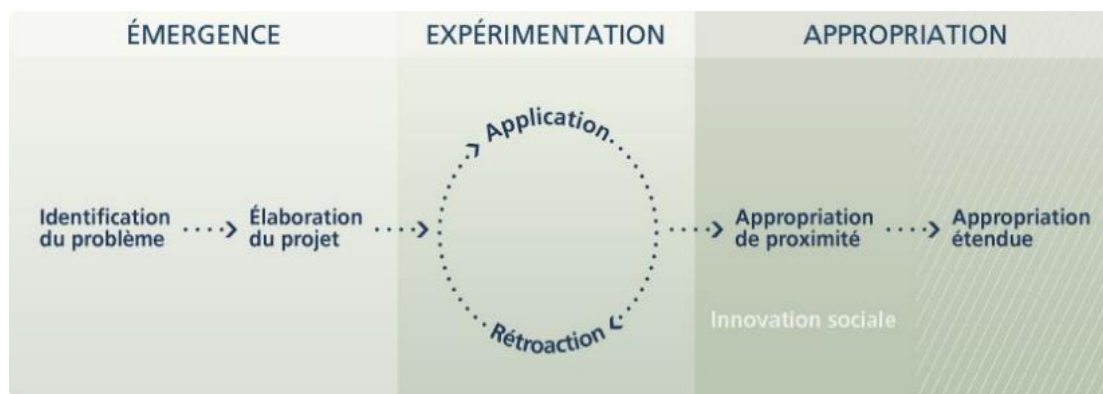 ÉMERGENCE
EXPÉRIMENTATION
APPROPRIATION
Identification
du problème
Élaboration
du projet
Application
Rétroaction
Appropriation
de proximité
Appropriation
étendue
Innovation sociale